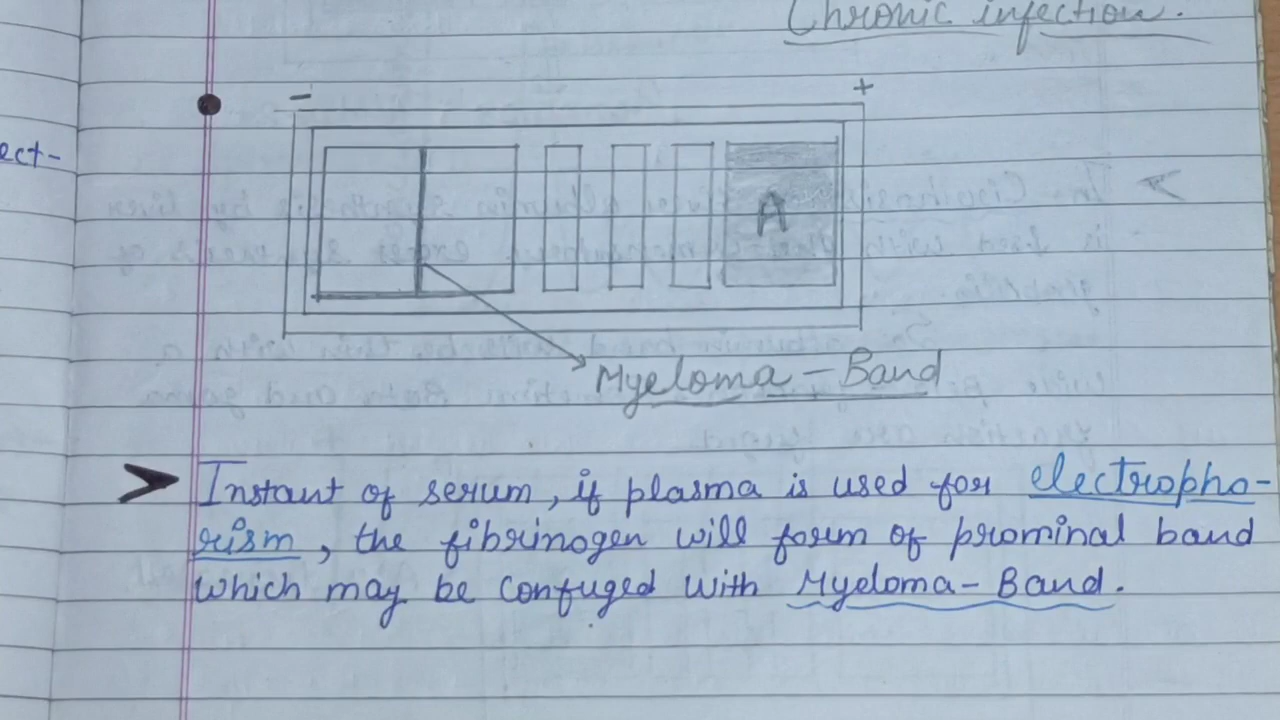 Chronic infection.
ect-
- +
A
Myeloma - Band
> Instant of serum, if plasma is used for electropho-
rism, the fibrinogen will form of prominal band
which may be confuged with Myeloma - Band.